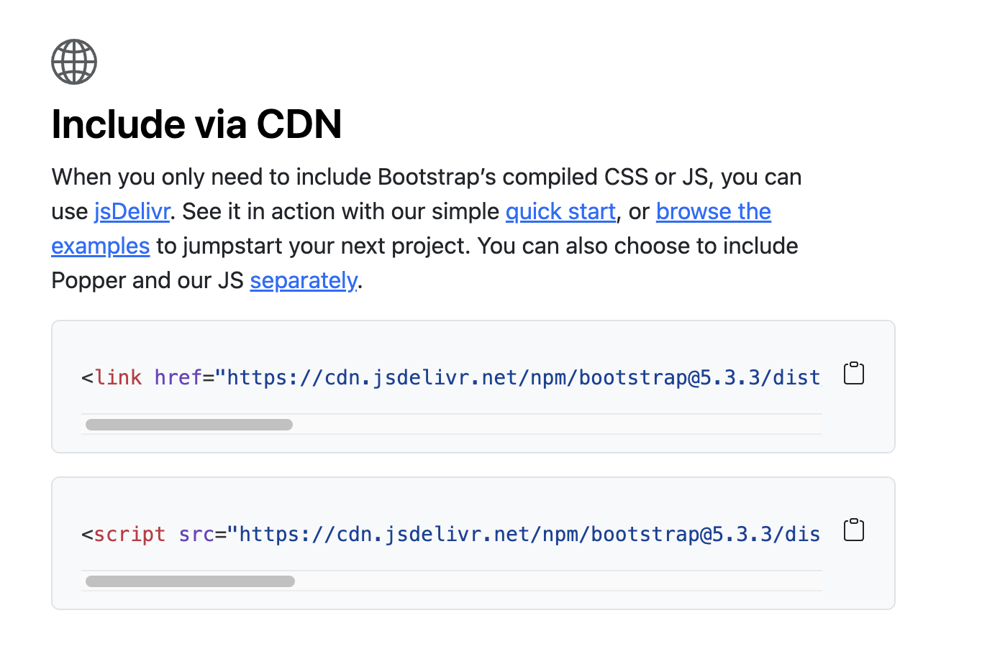 Include via CDN
When you only need to include Bootstrap’s compiled CSS or JS, you can
use jsDelivr. See it in action with our simple quick start, or browse the
examples to jumpstart your next project. You can also choose to include
Popper and our JS separately.
<link href="https://cdn.jsdelivr.net/npm/bootstrap@5.3.3/dist
<script src="https://cdn.jsdelivr.net/npm/bootstrap@5.3.3/dis